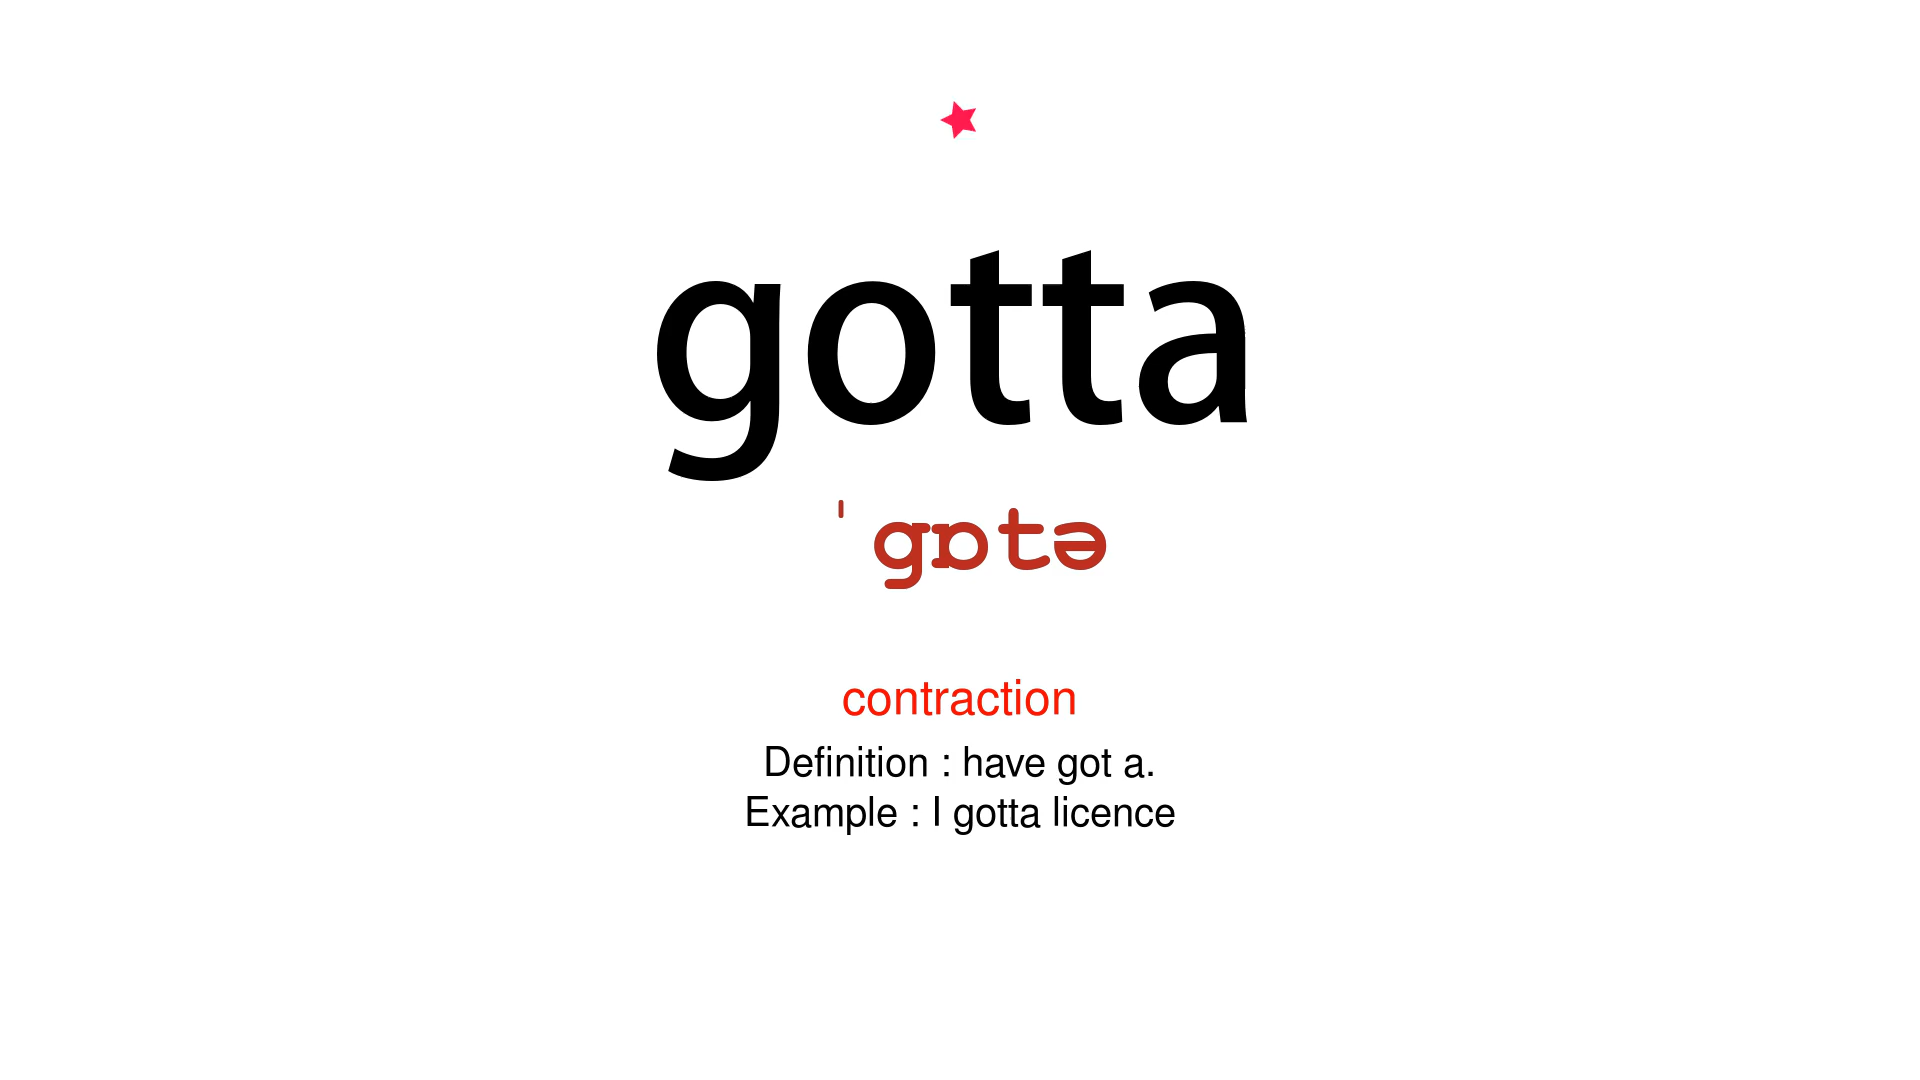 gotta
ˈɡɒtə
contraction
Definition : have got a.
Example : I gotta licence